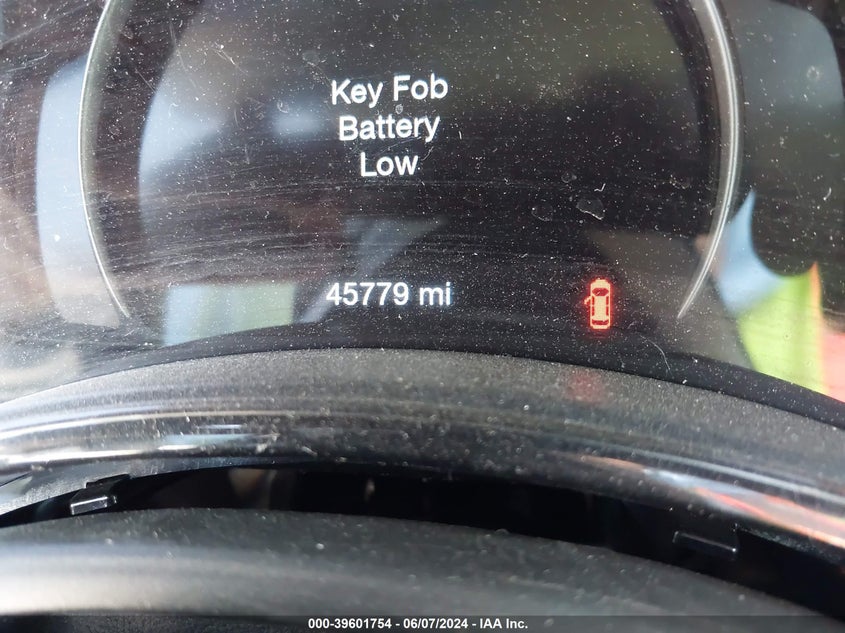 Key Fob
Battery
Low
45779 mi
000-39601754 - 06/07/2024 - IAA Inc.